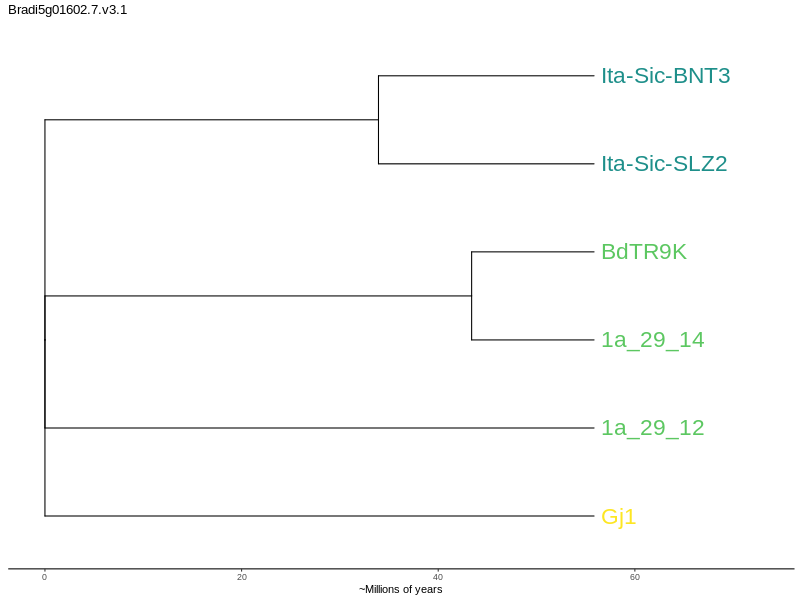 Bradi5g01602.7.v3.1
Ita-Sic-BNT3
Ita-Sic-SLZ2
BdTR9K
1a_29_14
1a_29_12
Gj1
0 20 40 60
~Millions of years